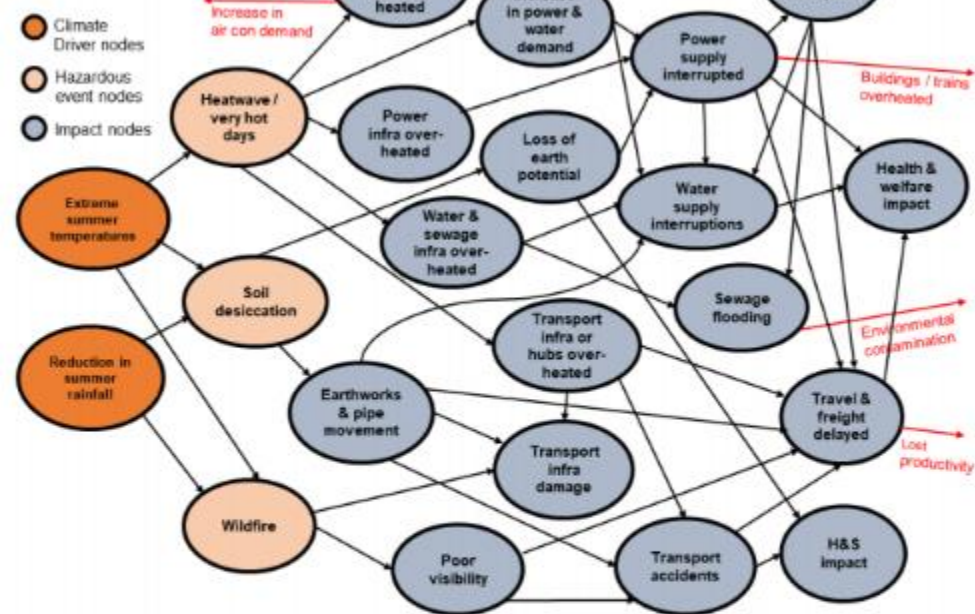 heated
in power &
water
demand
Increase in
air con demand
Climate
Driver nodes
Hazardous
event nodes
Impact nodes
Power
supply
interrupted
Buildings / trains
overheated
Heatwave /
very hot
days
Power
infra over-
heated
Loss of
earth
potential
Health &
welfare
impact
Extreme
summer
temperatures
Water &
sewage
infra over-
heated
Water
supply
interruptions
Soil
desiccation
Sewage
flooding
Environmental
contamination
Reduction in
summer
rainfall
Transport
infra or
hubs over-
heated
Earthworks
& pipe
movement
Travel &
freight
delayed
Lost
productivity
Transport
infra
damage
Wildfire
Poor
visibility
Transport
accidents
H&S
impact